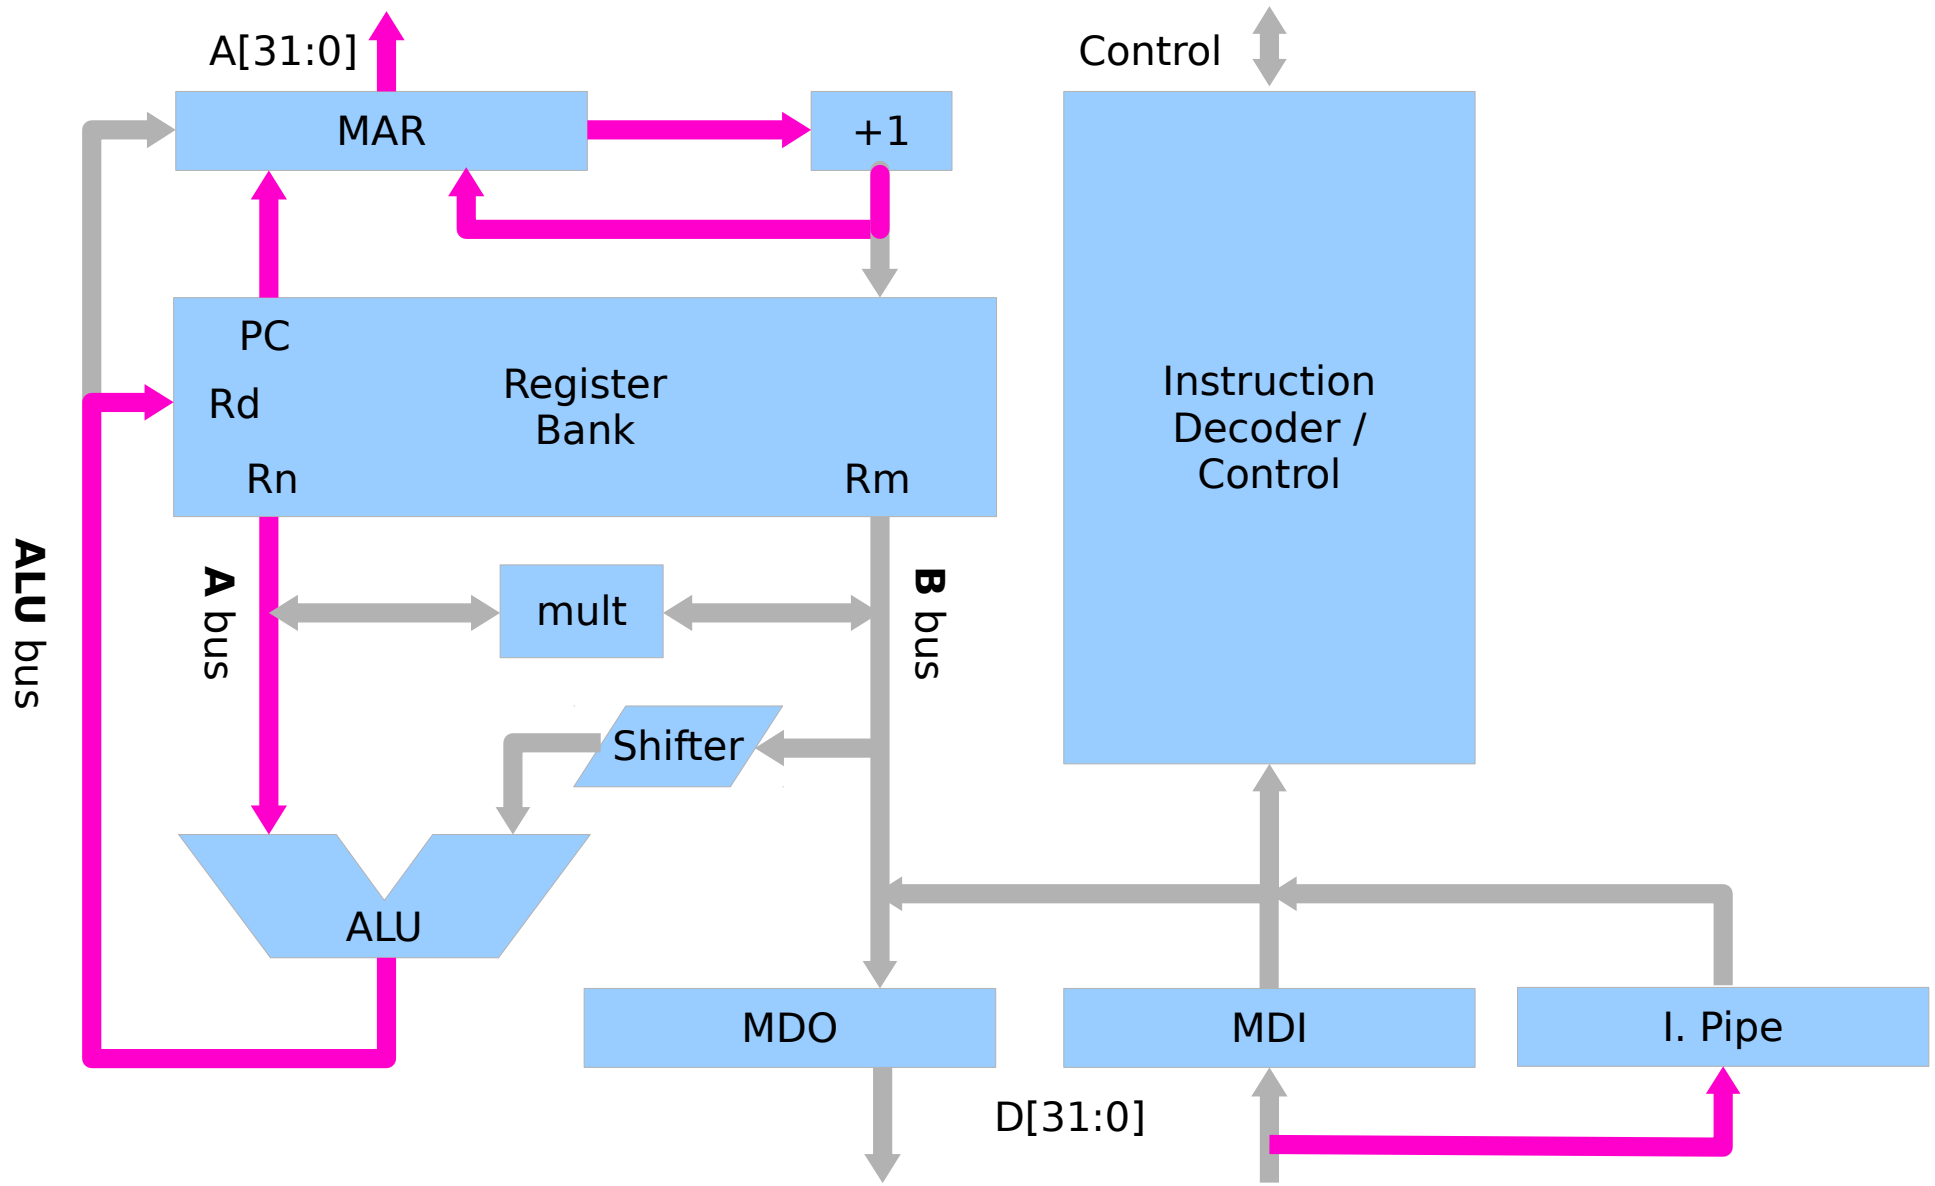 A[31:0]
Control
MAR
+1
PC
Rd
Register
Bank
Rn
Rm
Instruction
Decoder /
Control
ALU bus
A bus
mult
B bus
Shifter
ALU
MDO
MDI
I. Pipe
D[31:0]